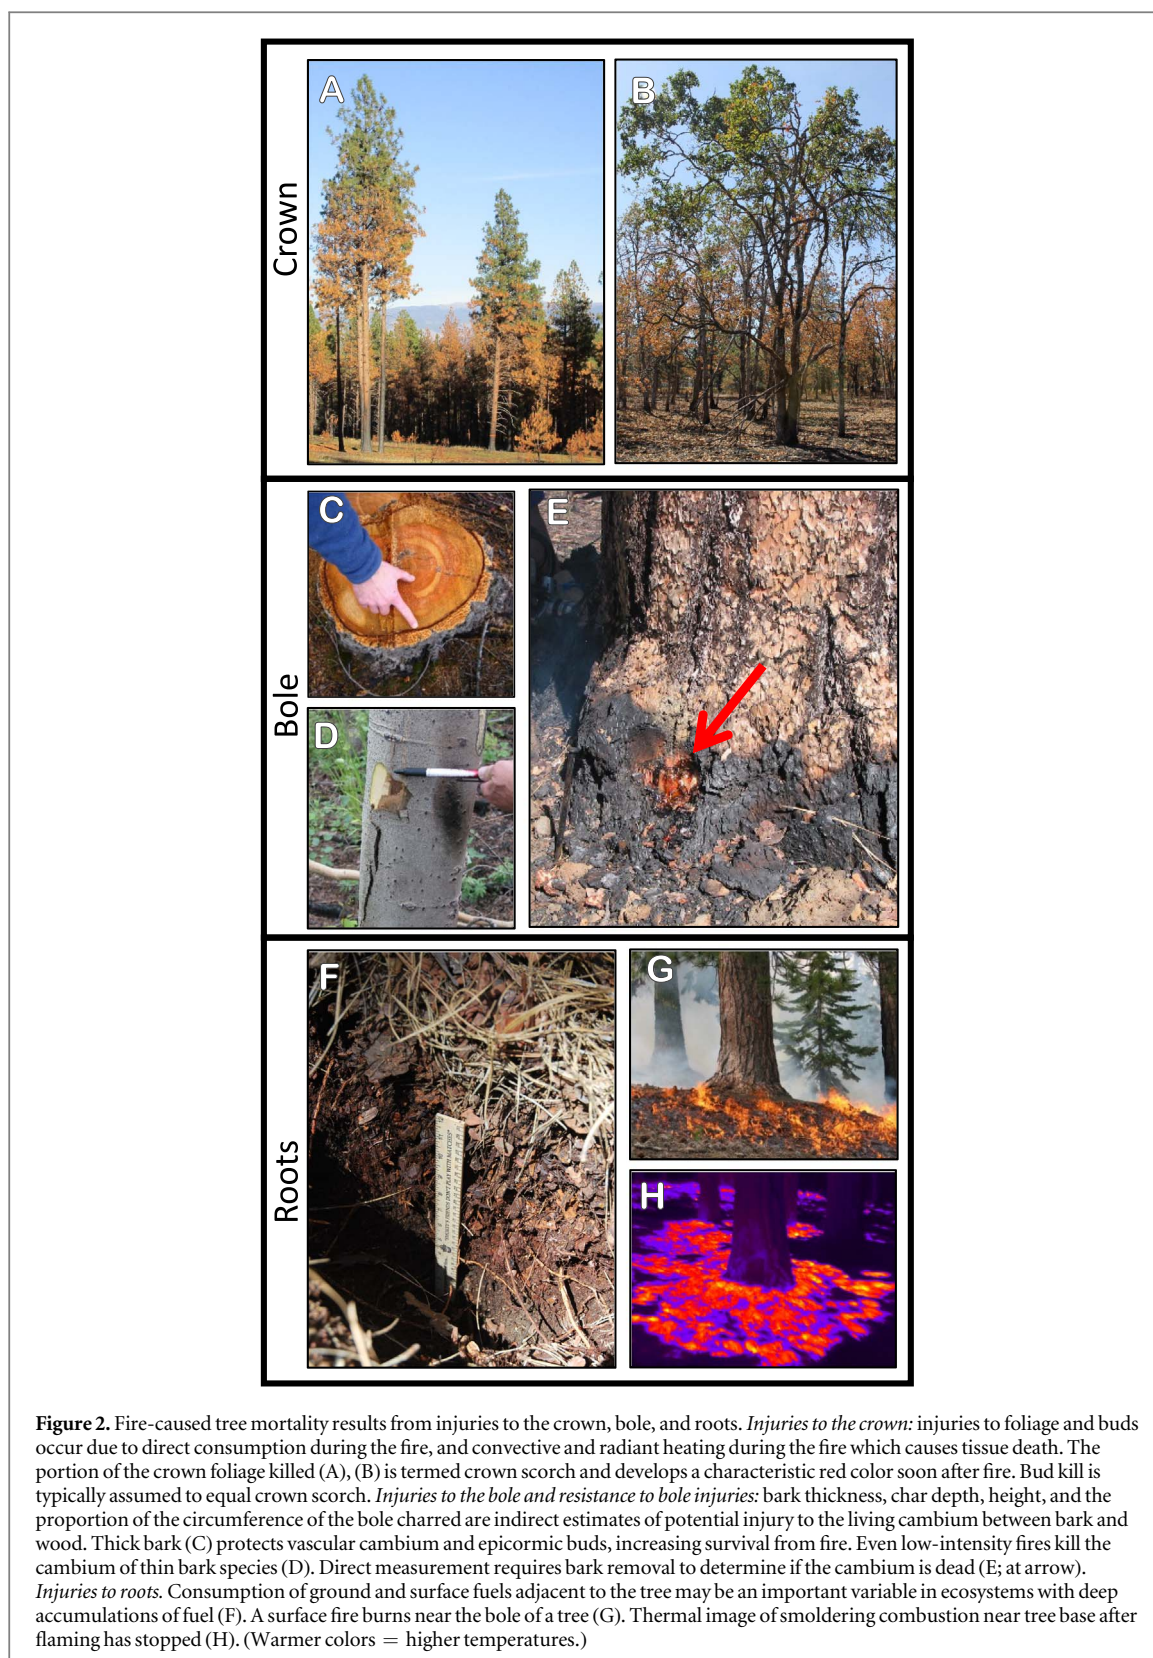 Crown
A
B
Bole
C
E
D
Roots
F
G
H
Figure 2. Fire-caused tree mortality results from injuries to the crown, bole, and roots. Injuries to the crown: injuries to foliage and buds
occur due to direct consumption during the fire, and convective and radiant heating during the fire which causes tissue death. The
portion of the crown foliage killed (A), (B) is termed crown scorch and develops a characteristic red color soon after fire. Bud kill is
typically assumed to equal crown scorch. Injuries to the bole and resistance to bole injuries: bark thickness, char depth, height, and the
proportion of the circumference of the bole charred are indirect estimates of potential injury to the living cambium between bark and
wood. Thick bark (C) protects vascular cambium and epicormic buds, increasing survival from fire. Even low-intensity fires kill the
cambium of thin bark species (D). Direct measurement requires bark removal to determine if the cambium is dead (E; at arrow).
Injuries to roots. Consumption of ground and surface fuels adjacent to the tree may be an important variable in ecosystems with deep
accumulations of fuel (F). A surface fire burns near the bole of a tree (G). Thermal image of smoldering combustion near tree base after
flaming has stopped (H). (Warmer colors = higher temperatures.)